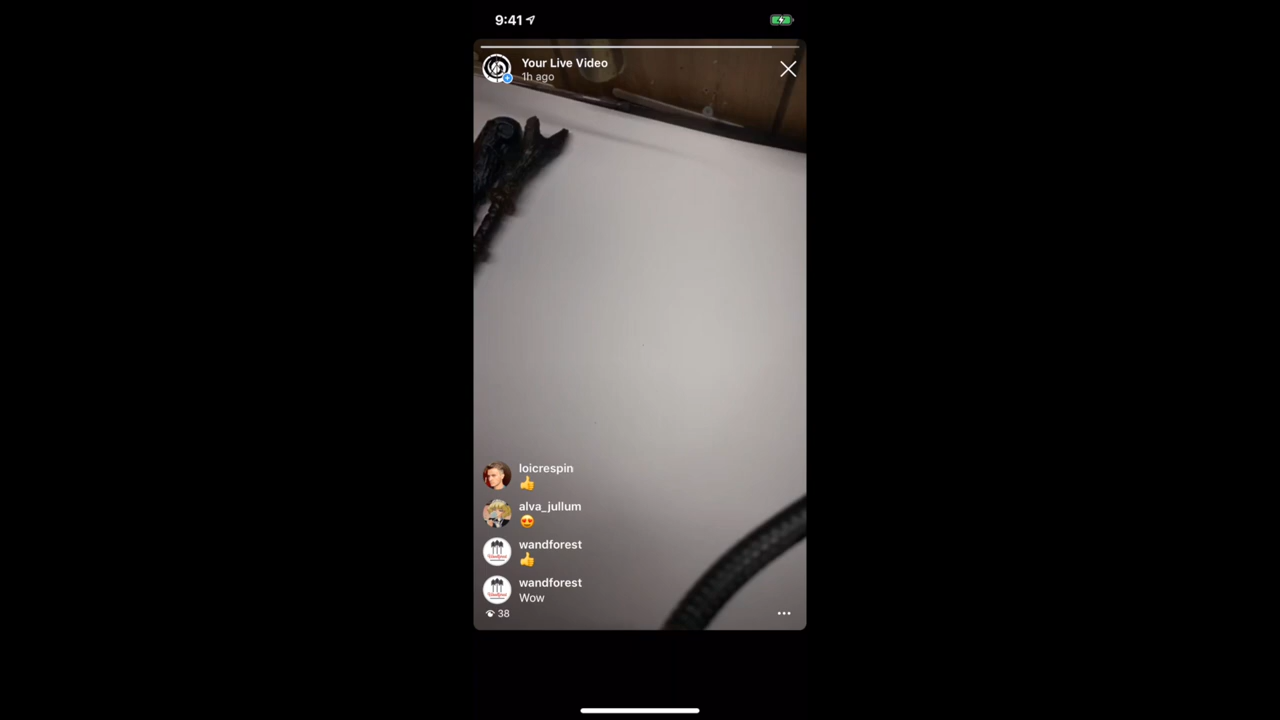 9:41
Your Live Video
1h ago
loicrespin
👍
alva_jullum
😍
wandforest
👍
wandforest
Wow
38